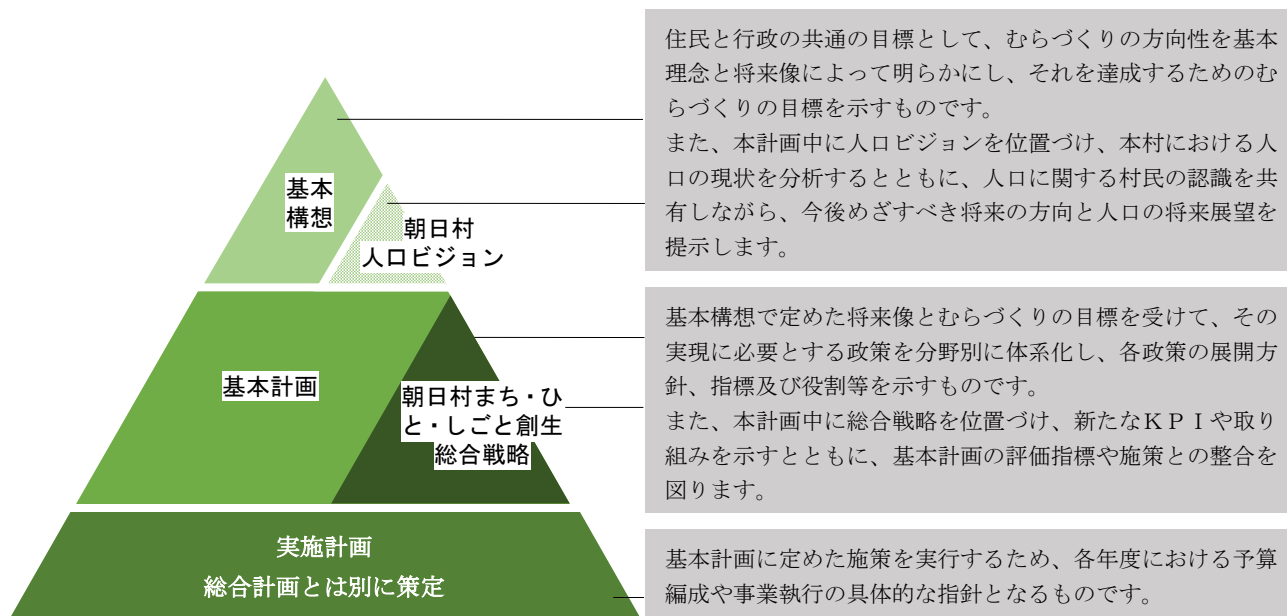 住民と行政の共通の目標として、むらづくりの方向性を基本
理念と将来像によって明らかにし、それを達成するためのむ
らづくりの目標を示すものです。
また、本計画中に人口ビジョンを位置づけ、本村における人
口の現状を分析するとともに、人口に関する村民の認識を共
有しながら、今後めざすべき将来の方向と人口の将来展望を
提示します。
基本
構想
朝日村
人口ビジョン
基本構想で定めた将来像とむらづくりの目標を受けて、その
実現に必要とする政策を分野別に体系化し、各政策の展開方
針、指標及び役割等を示すものです。
また、本計画中に総合戦略を位置づけ、新たなＫＰＩや取り
組みを示すとともに、基本計画の評価指標や施策との整合を
図ります。
基本計画
朝日村まち・ひ
と・しごと創生
総合戦略
実施計画
総合計画とは別に策定
基本計画に定めた施策を実行するため、各年度における予算
編成や事業執行の具体的な指針となるものです。